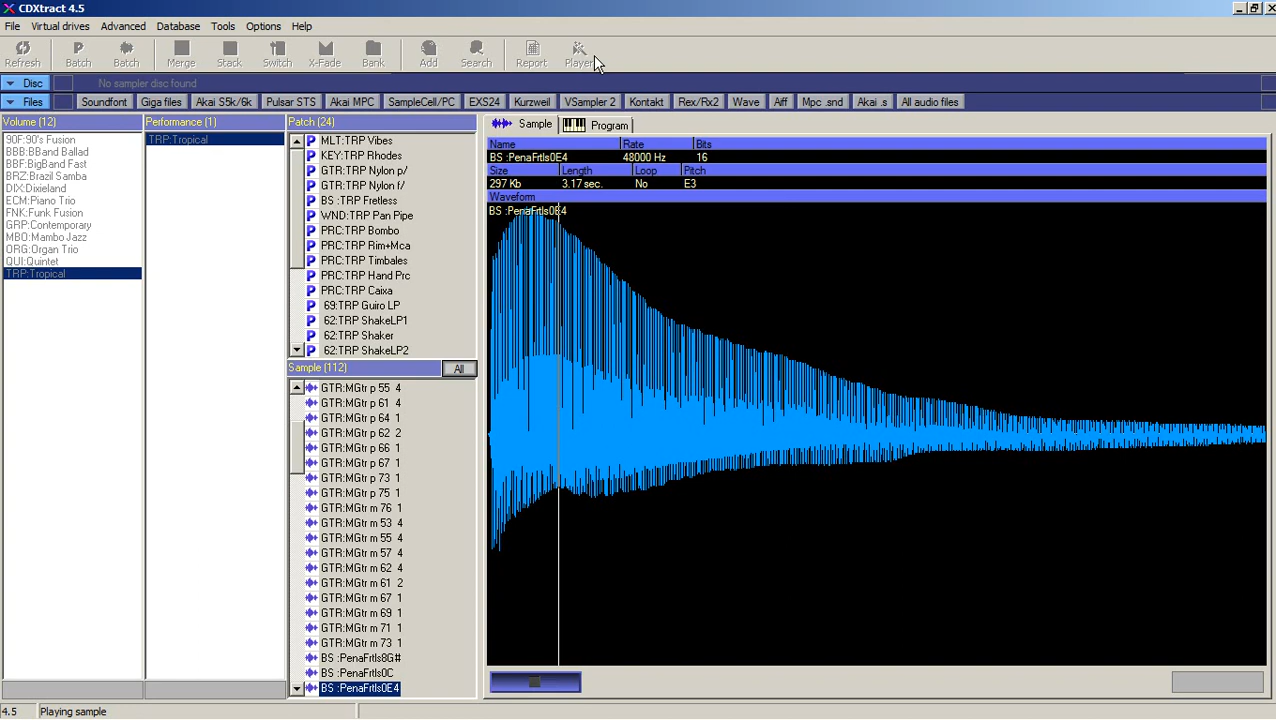 CDXtract 4.5
File Virtual drives Advanced Database Tools Options Help
Refresh Batch Batch Merge Stack Switch X-Fade Bank Add Search Report Player
Disc No sampler disc found
Files Soundfont Giga files Akai S5k/6k Pulsar STS Akai MPC SampleCell/PC EXS24 Kurzweil VSampler 2 Kontakt Rex/Rx2 Wave Aiff Mpc .snd Akai .s All audio files
Volume (12)
90F:90's Fusion
BBB:BBand Ballad
BBF:BigBand Fast
BRZ:Brazil Samba
DIX:Dixieland
ECM:Piano Trio
FNK:Funk Fusion
GRP:Contemporary
MBO:Mambo Jazz
ORG:Organ Trio
QUI:Quintet
TRP:Tropical
Performance (1)
TRP:Tropical
Patch (24)
MLT:TRP Vibes
KEY:TRP Rhodes
GTR:TRP Nylon p/
GTR:TRP Nylon f/
BS :TRP Fretless
WND:TRP Pan Pipe
PRC:TRP Bombo
PRC:TRP Rim+Mca
PRC:TRP Timbales
PRC:TRP Hand Prc
PRC:TRP Caixa
69:TRP Guiro LP
62:TRP ShakeLP1
62:TRP Shaker
62:TRP ShakeLP2
Sample (112) All
GTR:MGtr p 55 4
GTR:MGtr p 61 4
GTR:MGtr p 64 1
GTR:MGtr p 62 2
GTR:MGtr p 66 1
GTR:MGtr p 67 1
GTR:MGtr p 73 1
GTR:MGtr p 75 1
GTR:MGtr m 76 1
GTR:MGtr m 53 4
GTR:MGtr m 55 4
GTR:MGtr m 57 4
GTR:MGtr m 62 4
GTR:MGtr m 61 2
GTR:MGtr m 67 1
GTR:MGtr m 69 1
GTR:MGtr m 71 1
GTR:MGtr m 73 1
BS :PenaFrtls8G#
BS :PenaFrtls0C
BS :PenaFrtls0E4
Sample Program
Name Rate Bits
BS :PenaFrtls0E4 48000 Hz 16
Size Length Loop Pitch
297 Kb 3.17 sec. No E3
Waveform
BS :PenaFrtls0E4
4.5 Playing sample